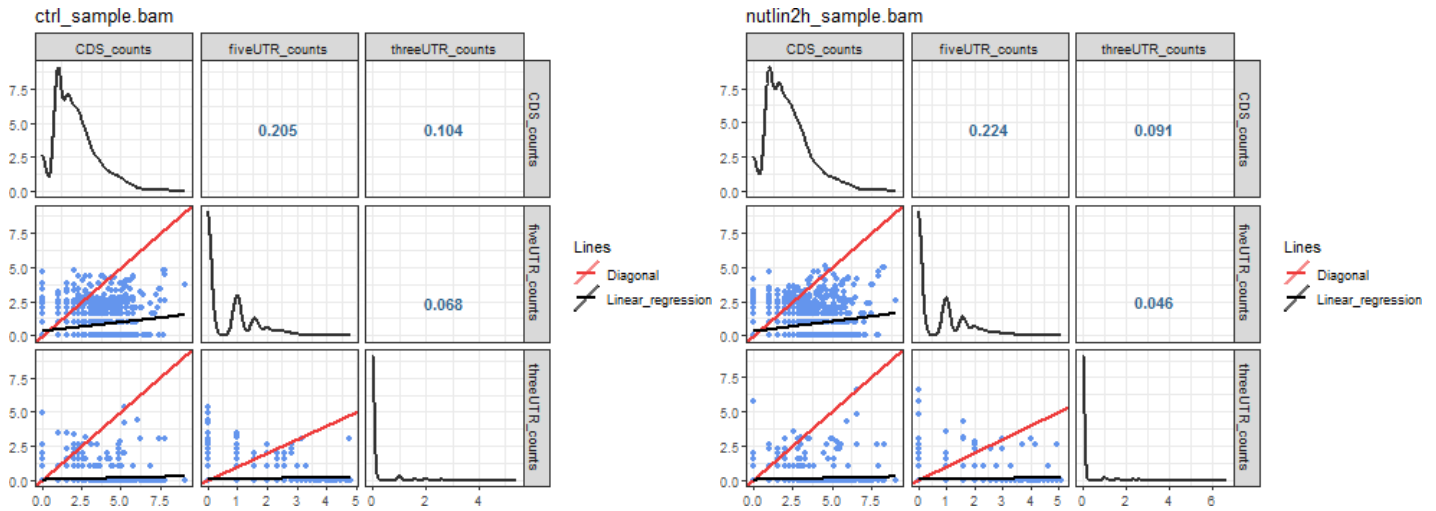 ctrl_sample.bam
CDS_counts fiveUTR_counts threeUTR_counts
7.5
5.0
2.5
0.0
0.205 0.104
CDS_counts
7.5
5.0
2.5
0.0
0.068
fiveUTR_counts
7.5
5.0
2.5
0.0
threeUTR_counts
0.0 2.5 5.0 7.5 0 1 2 3 4 5 0 2 4
Lines
Diagonal
Linear_regression
nutlin2h_sample.bam
CDS_counts fiveUTR_counts threeUTR_counts
7.5
5.0
2.5
0.0
0.224 0.091
CDS_counts
7.5
5.0
2.5
0.0
0.046
fiveUTR_counts
7.5
5.0
2.5
0.0
threeUTR_counts
0.0 2.5 5.0 7.5 0 1 2 3 4 5 0 2 4 6
Lines
Diagonal
Linear_regression